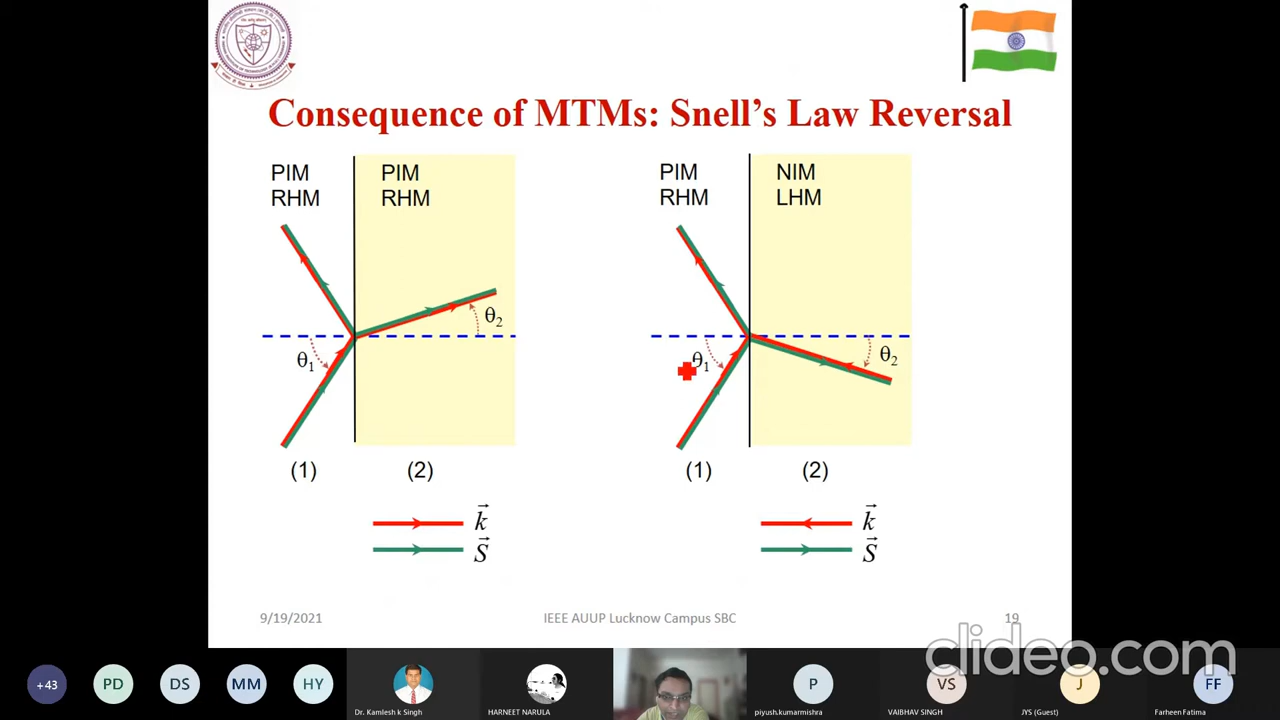 Consequence of MTMs: Snell's Law Reversal
PIM
RHM
PIM
RHM
θ2
θ1
(1)
(2)
k
S
PIM
RHM
NIM
LHM
θ1
θ2
(1)
(2)
k
S
9/19/2021
IEEE AUUP Lucknow Campus SBC
19
clideo.com
+43
PD
DS
MM
HY
Dr. Kamlesh k Singh
HARNEET NARULA
P
piyush.kumarmishra
VS
VAIBHAV SINGH
J
JYS (Guest)
FF
Farheen Fatima